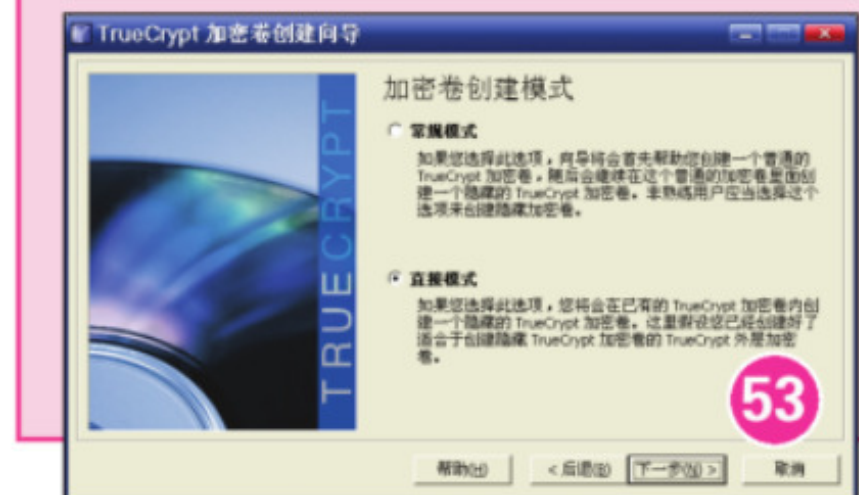 TrueCrypt 加密卷创建向导
TRUECRYPT
加密卷创建模式
常规模式
如果您选择此选项，向导将会首先帮助您创建一个普通的
TrueCrypt 加密卷，随后会继续在这个普通的加密卷里面创
建一个隐藏的 TrueCrypt 加密卷。非熟练用户应当选择这个
选项来创建隐藏加密卷。
直接模式
如果您选择此选项，您将会在已有的 TrueCrypt 加密卷内创
建一个隐藏的 TrueCrypt 加密卷。这里假设您已经创建好了
适合于创建隐藏 TrueCrypt 加密卷的 TrueCrypt 外层加密
卷。
53
帮助(H) < 后退(B) 下一步(N) > 取消